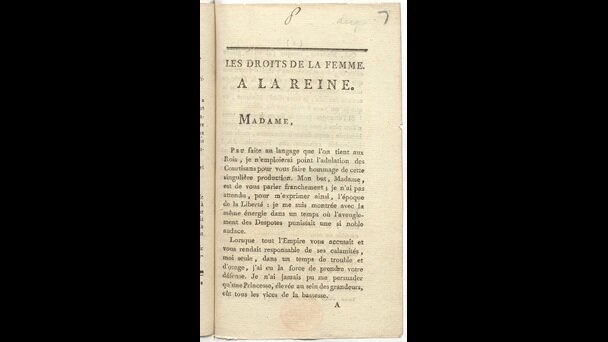 8
7
LES DROITS DE LA FEMME.
A LA REINE.
MADAME,
PEU faite au langage que l'on tient aux
Rois, je n'emploierai point l'adulation des
Courtisans pour vous faire hommage de cette
singulière production. Mon but, Madame,
est de vous parler franchement; je n'ai pas
attendu, pour m'exprimer ainsi, l'époque
de la Liberté: je me suis montrée avec la
même énergie dans un temps où l'aveugle-
ment des Despotes punissait une si noble
audace.
Lorsque tout l'Empire vous accusait et
vous rendait responsable de ses calamités,
moi seule, dans un temps de trouble et
d'orage, j'ai eu la force de prendre votre
défense. Je n'ai jamais pu me persuader
qu'une Princesse, élevée au sein des grandeurs,
eût tous les vices de la bassesse.
A